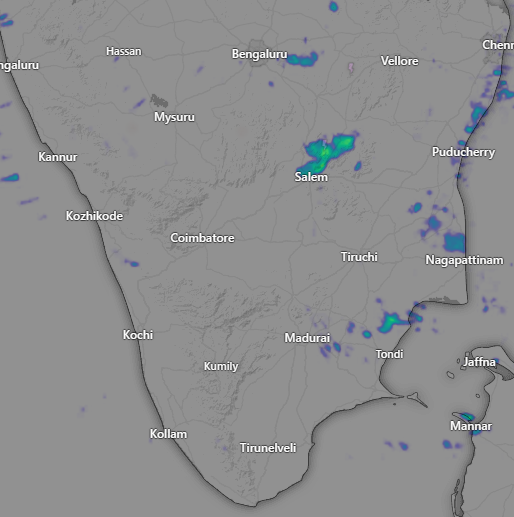 Hassan
Bengaluru
Chenn
ngaluru
Vellore
Mysuru
Kannur
Puducherry
Salem
Kozhikode
Coimbatore
Tiruchi
Nagapattinam
Kochi
Madurai
Tondi
Kumily
Jaffna
Mannar
Kollam
Tirunelveli